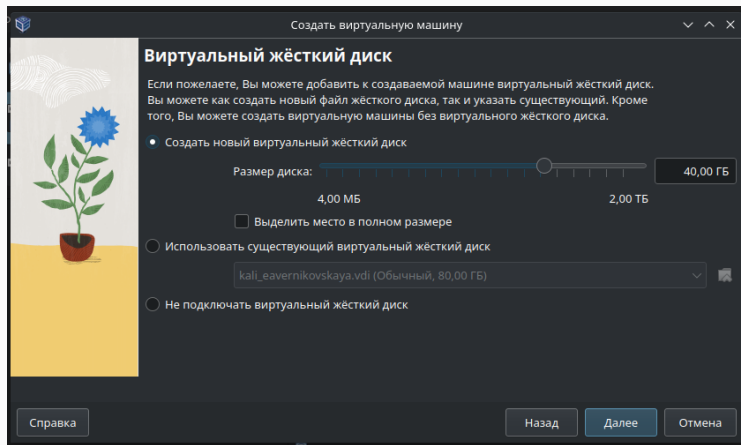 Создать виртуальную машину
Виртуальный жёсткий диск
Если пожелаете, Вы можете добавить к создаваемой машине виртуальный жёсткий диск.
Вы можете как создать новый файл жёсткого диска, так и указать существующий. Кроме
того, Вы можете создать виртуальную машины без виртуального жёсткого диска.
Создать новый виртуальный жёсткий диск
Размер диска:
40,00 ГБ
4,00 МБ
2,00 ТБ
Выделить место в полном размере
Использовать существующий виртуальный жёсткий диск
kali_eavernikovskaya.vdi (Обычный, 80,00 ГБ)
Не подключать виртуальный жёсткий диск
Справка
Назад
Далее
Отмена